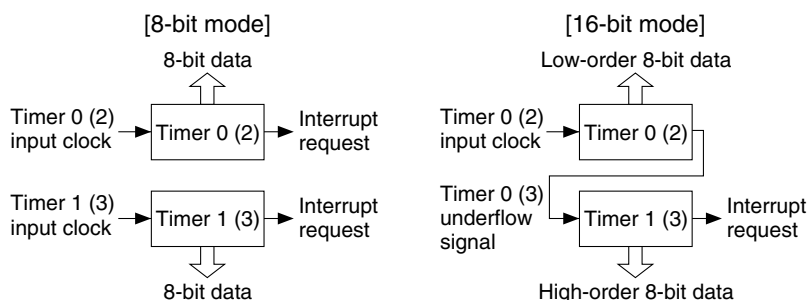 [8-bit mode]
8-bit data
Timer 0 (2)
input clock
Timer 0 (2)
Interrupt
request
Timer 1 (3)
input clock
Timer 1 (3)
Interrupt
request
8-bit data
[16-bit mode]
Low-order 8-bit data
Timer 0 (2)
input clock
Timer 0 (2)
Timer 0 (3)
underflow
signal
Timer 1 (3)
Interrupt
request
High-order 8-bit data